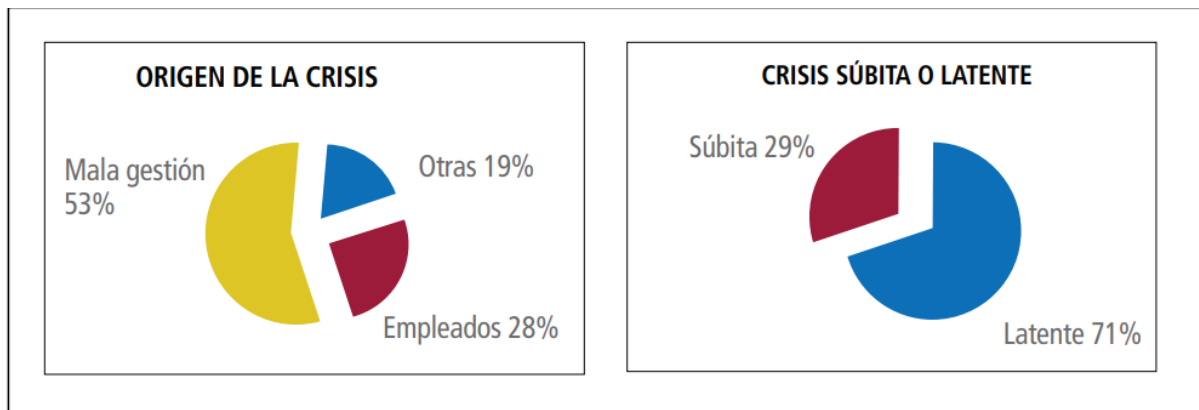 ORIGEN DE LA CRISIS
Mala gestión
53%
Otras 19%
Empleados 28%
CRISIS SÚBITA O LATENTE
Súbita 29%
Latente 71%